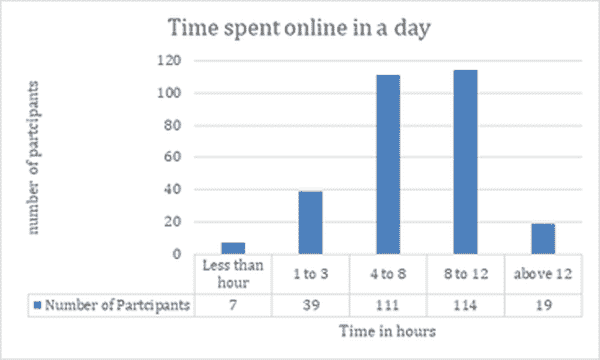 Time spent online in a day
number of partcipants
120
100
80
60
40
20
0
Less than hour 1 to 3 4 to 8 8 to 12 above 12
Number of Partcipants 7 39 111 114 19
Time in hours